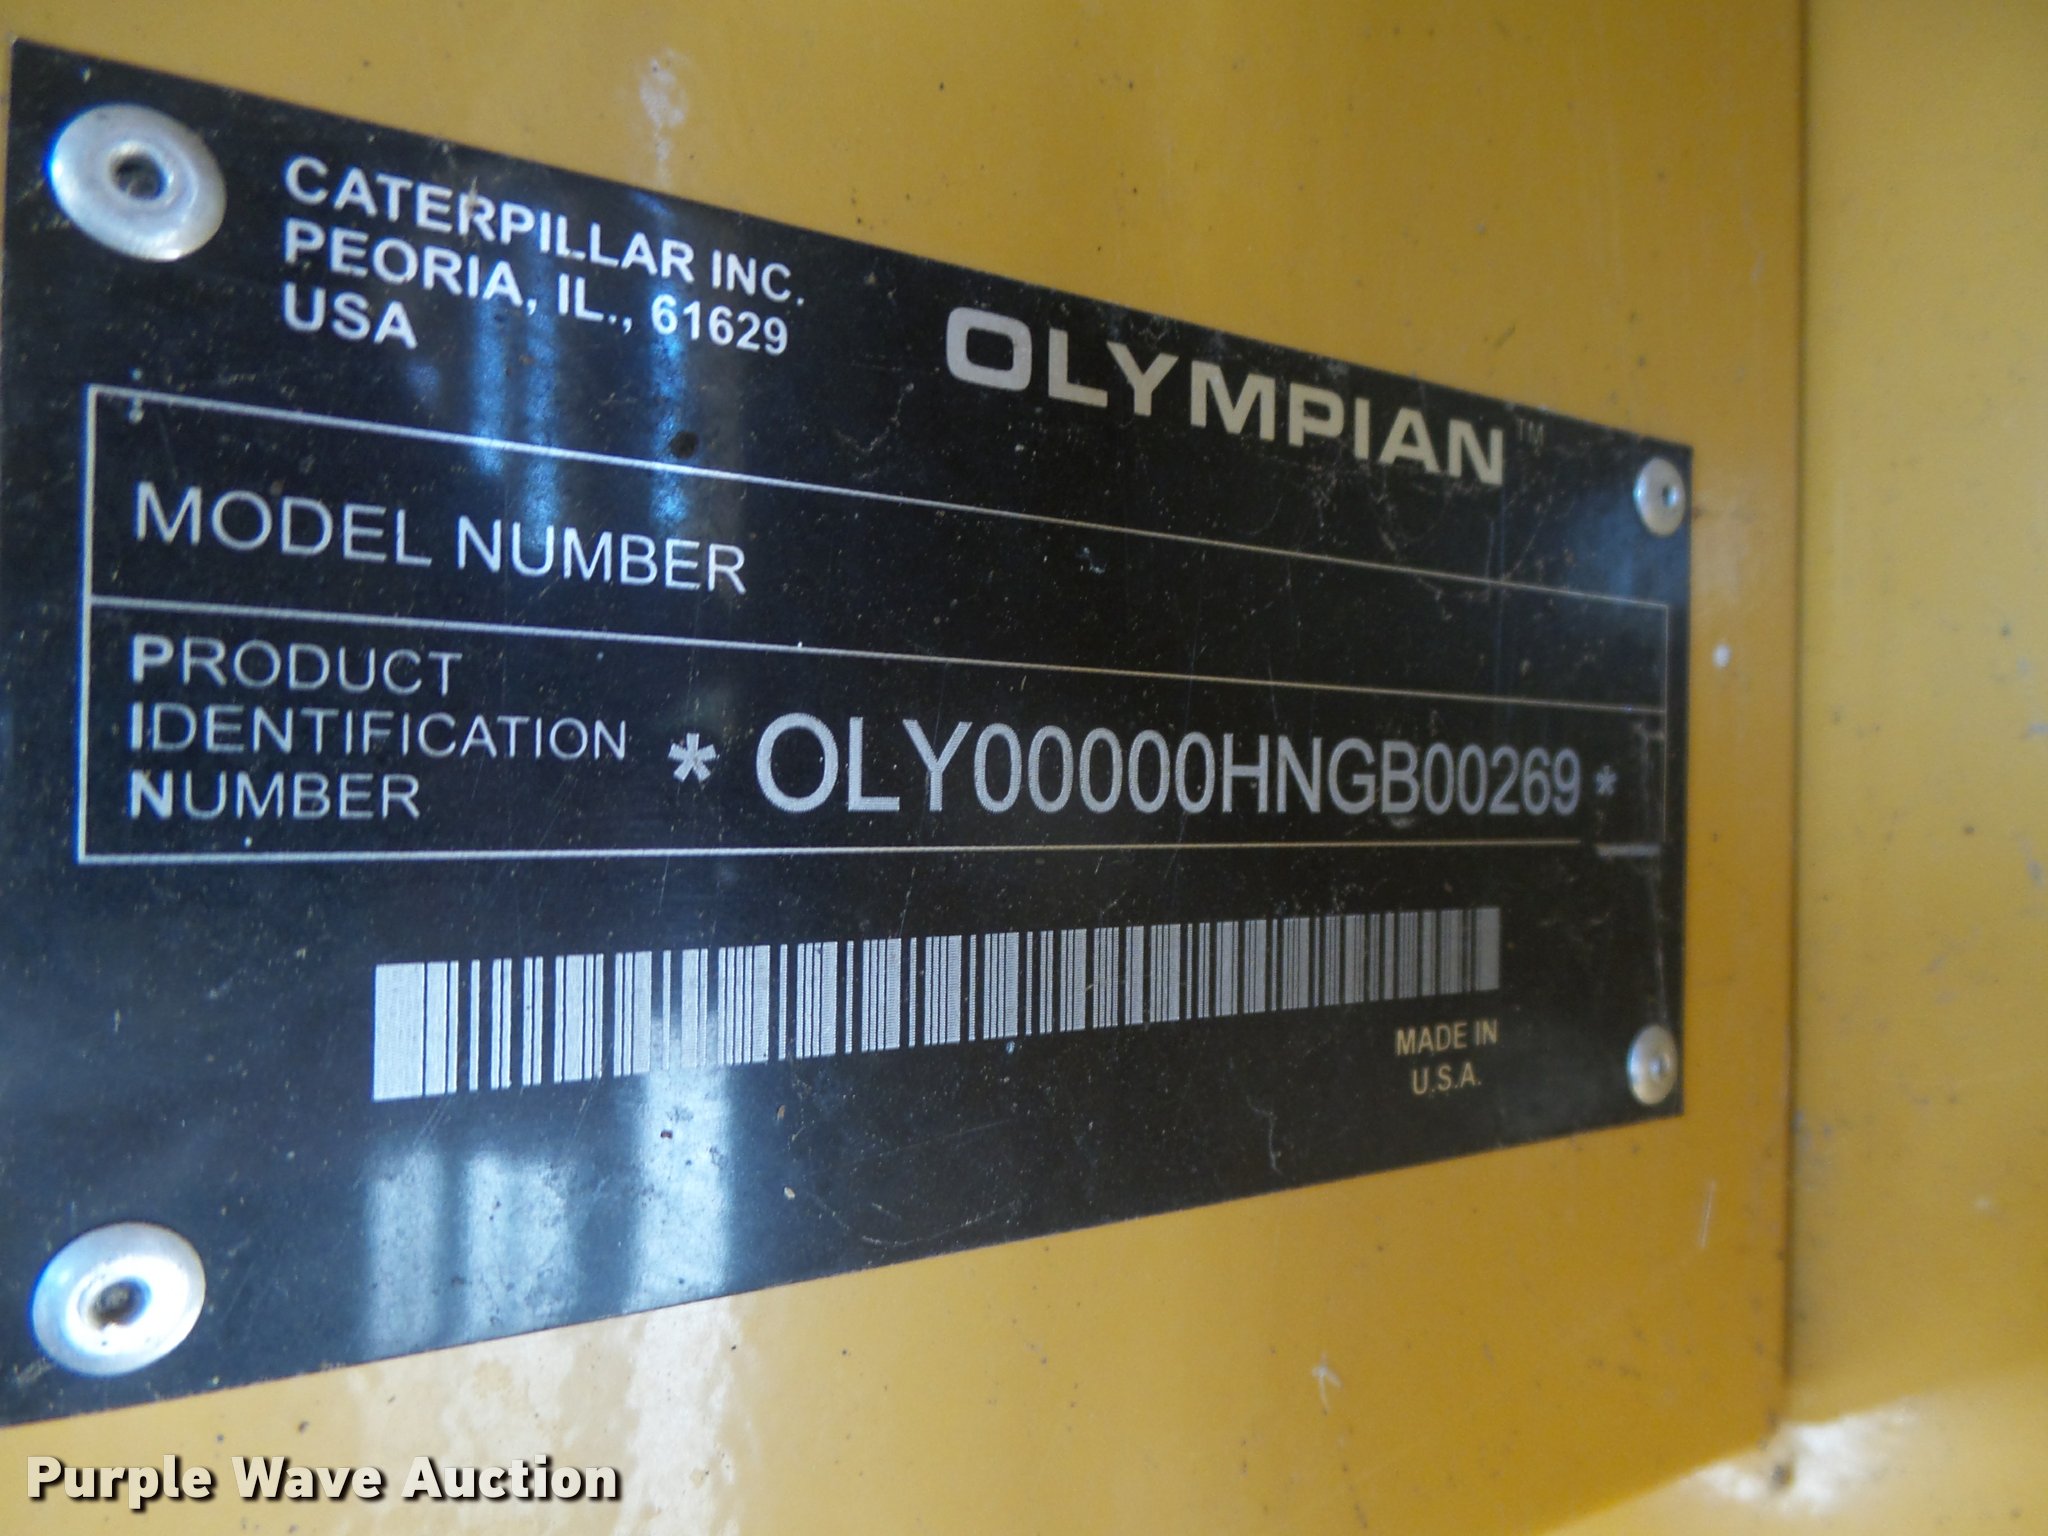 CATERPILLAR INC.
PEORIA, IL., 61629
USA
OLYMPIAN™
MODEL NUMBER
PRODUCT
IDENTIFICATION
NUMBER
* OLY00000HNGB00269 *
MADE IN
U.S.A.
Purple Wave Auction